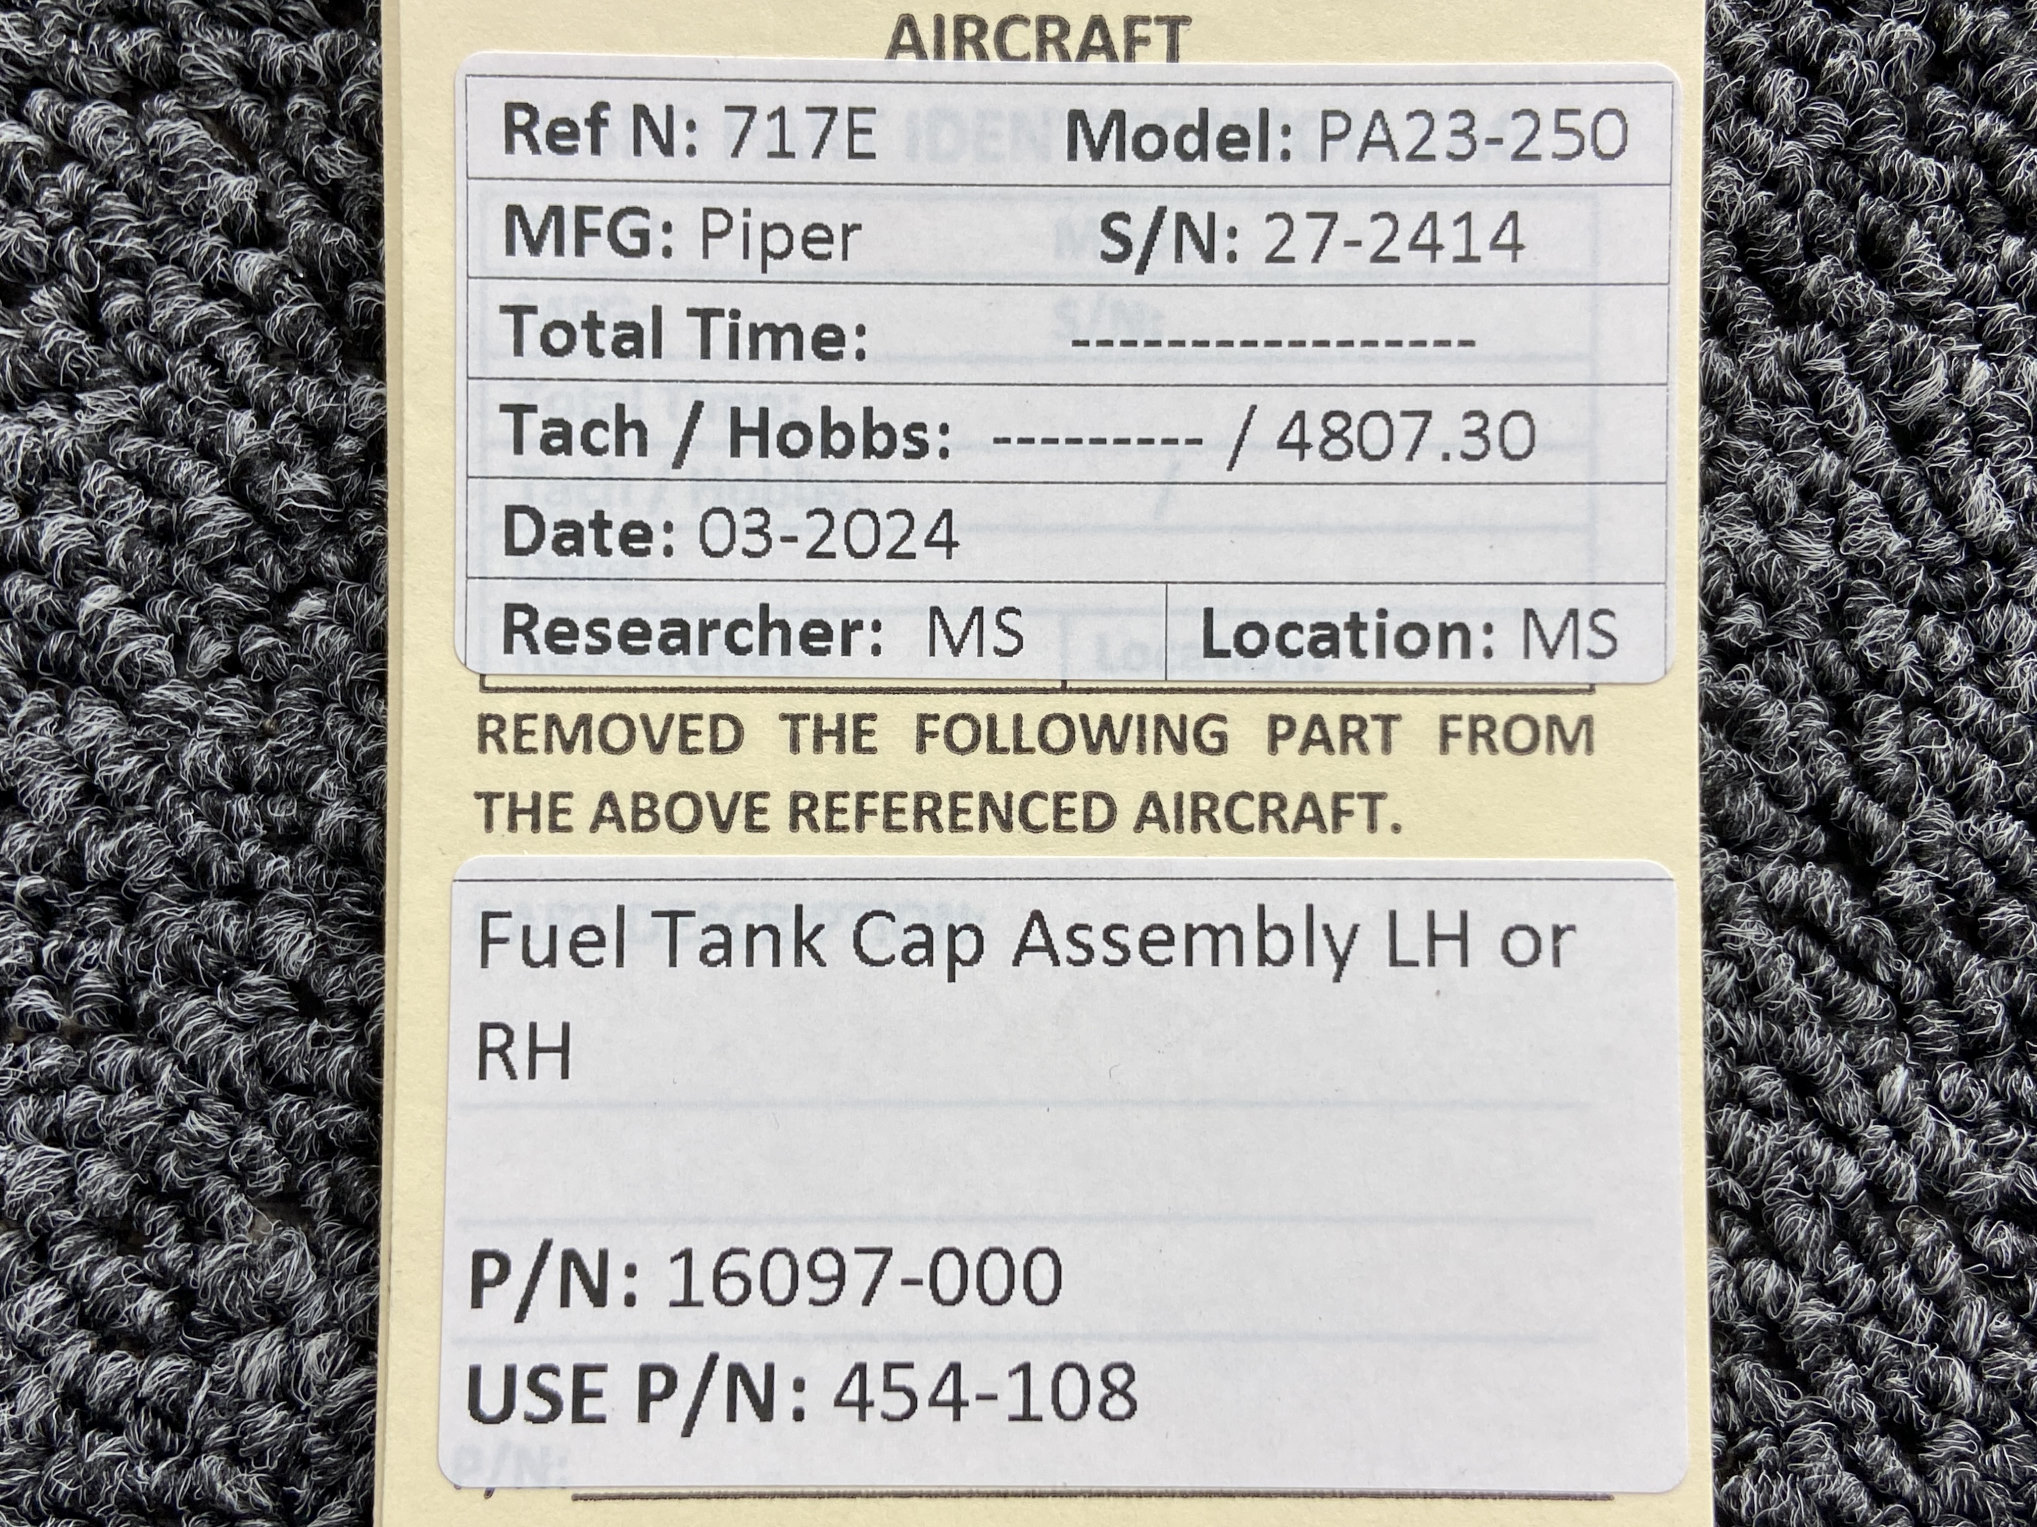 AIRCRAFT
Ref N: 717E Model: PA23-250
MFG: Piper S/N: 27-2414
Total Time: -----------------
Tach / Hobbs: --------- / 4807.30
Date: 03-2024
Researcher: MS Location: MS
REMOVED THE FOLLOWING PART FROM
THE ABOVE REFERENCED AIRCRAFT.
Fuel Tank Cap Assembly LH or
RH
P/N: 16097-000
USE P/N: 454-108
P/N: